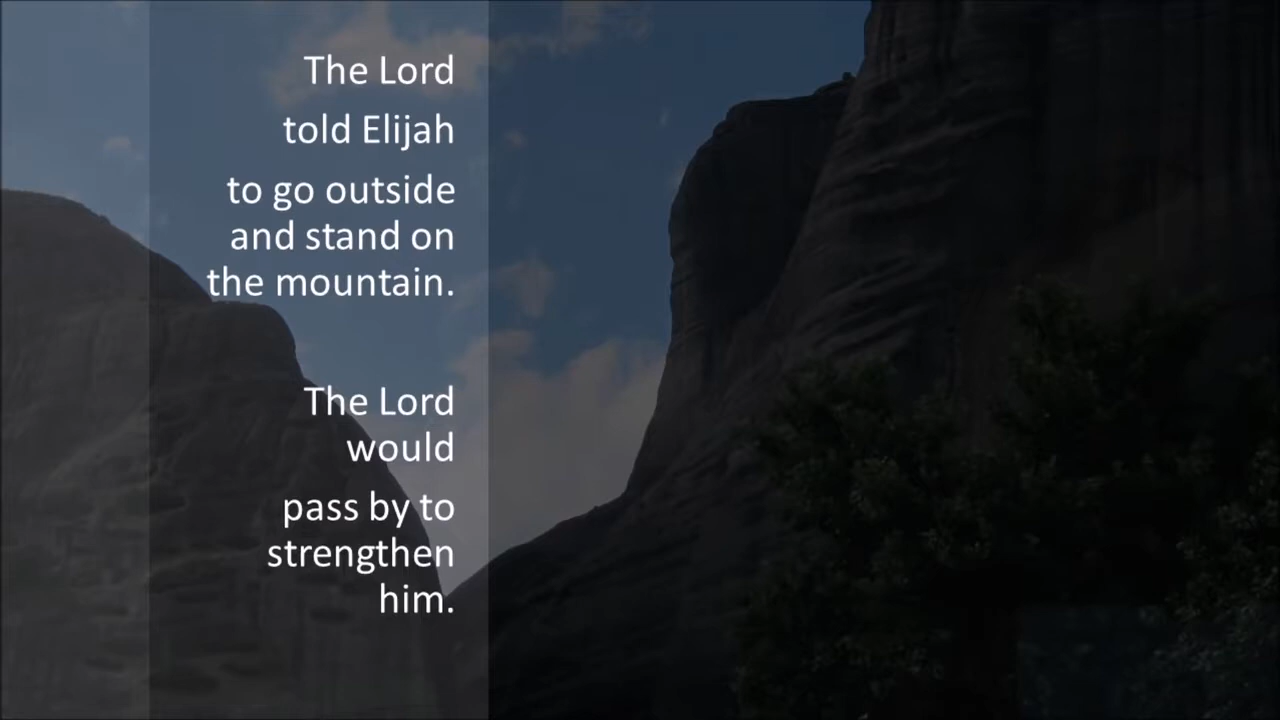 The Lord
told Elijah
to go outside
and stand on
the mountain.
The Lord
would
pass by to
strengthen
him.